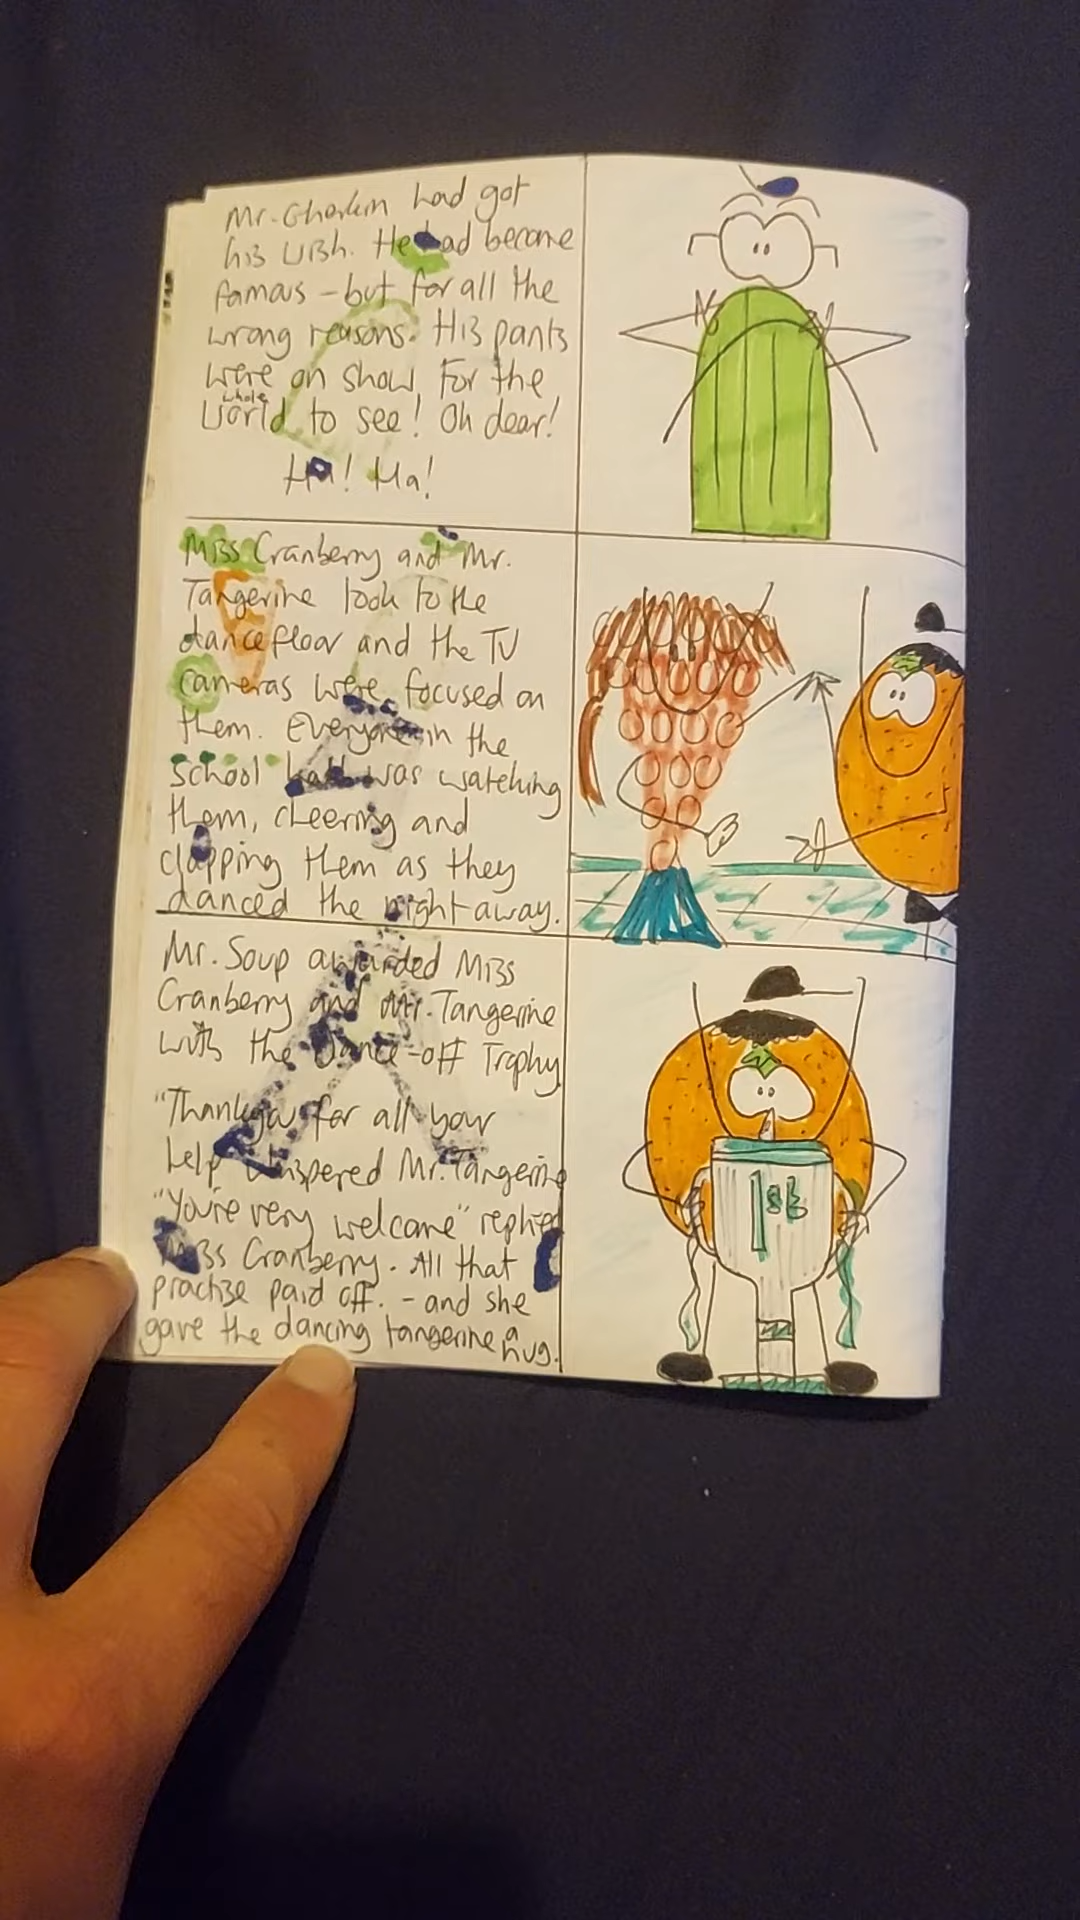 Mr. Gherkin had got
his wish. He had become
famous - but for all the
wrong reasons. His pants
were on show. For the
whole
world to see! Oh dear!
Ha! Ha!
Miss Cranberry and Mr.
Tangerine look to the
dancefloor and the TV
cameras were focused on
them. Everyone in the
school hall was watching
them, cheering and
clapping them as they
danced the night away.
Mr. Soup awarded Miss
Cranberry and Mr. Tangerine
with the Dance-off Trophy
"Thankyou for all your
help whispered Mr. Tangerine
"You're very welcome" replied
Miss Cranberry. All that
practise paid off. - and she
gave the dancing tangerine a hug.
1st